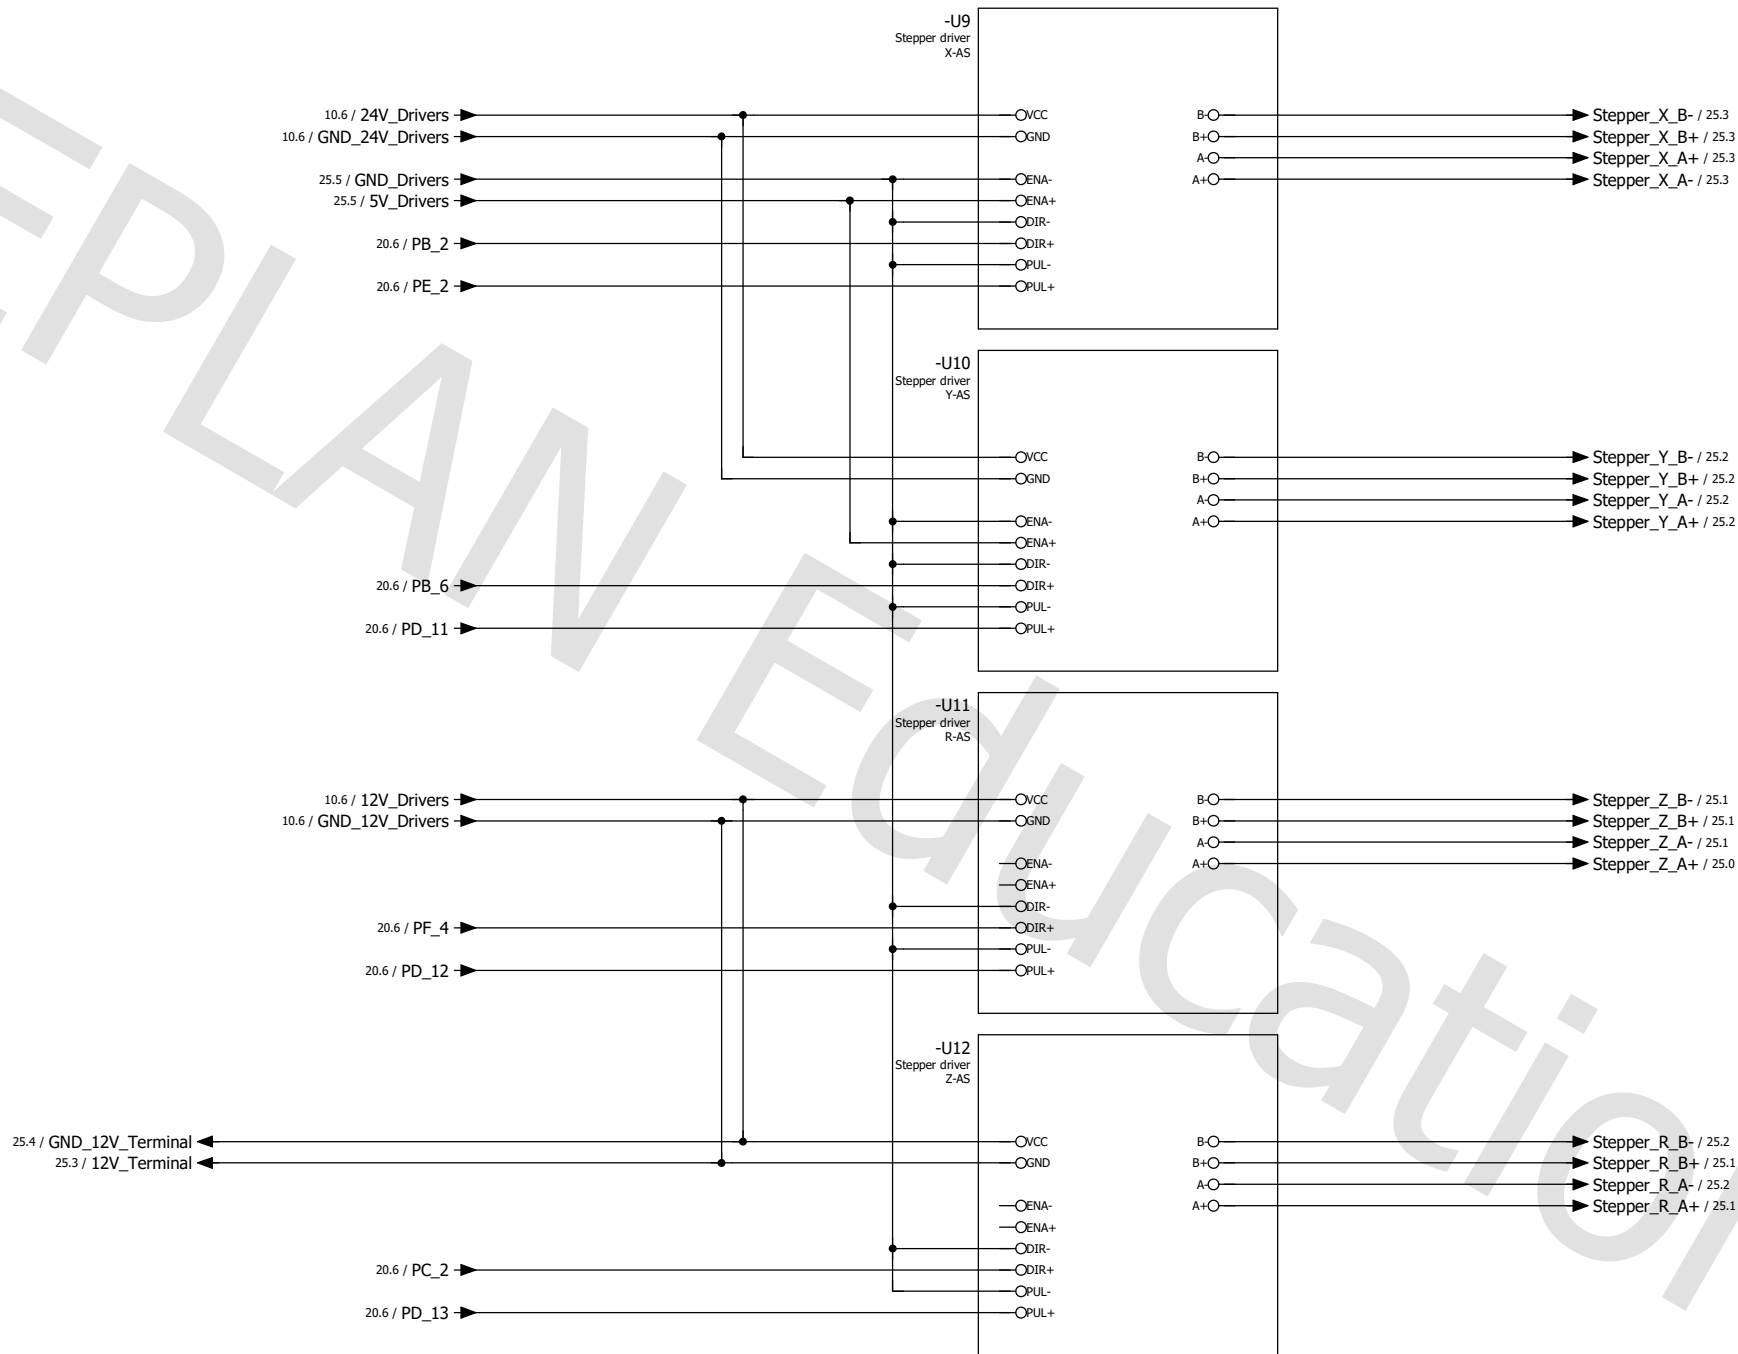 -U9
Stepper driver
X-AS
10.6 / 24V_Drivers
10.6 / GND_24V_Drivers
25.5 / GND_Drivers
25.5 / 5V_Drivers
20.6 / PB_2
20.6 / PE_2
VCC
GND
ENA-
ENA+
DIR-
DIR+
PUL-
PUL+
B-
B+
A-
A+
Stepper_X_B- / 25.3
Stepper_X_B+ / 25.3
Stepper_X_A+ / 25.3
Stepper_X_A- / 25.3
-U10
Stepper driver
Y-AS
20.6 / PB_6
20.6 / PD_11
VCC
GND
ENA-
ENA+
DIR-
DIR+
PUL-
PUL+
B-
B+
A-
A+
Stepper_Y_B- / 25.2
Stepper_Y_B+ / 25.2
Stepper_Y_A- / 25.2
Stepper_Y_A+ / 25.2
-U11
Stepper driver
R-AS
10.6 / 12V_Drivers
10.6 / GND_12V_Drivers
20.6 / PF_4
20.6 / PD_12
VCC
GND
ENA-
ENA+
DIR-
DIR+
PUL-
PUL+
B-
B+
A-
A+
Stepper_Z_B- / 25.1
Stepper_Z_B+ / 25.1
Stepper_Z_A- / 25.1
Stepper_Z_A+ / 25.0
-U12
Stepper driver
Z-AS
25.4 / GND_12V_Terminal
25.3 / 12V_Terminal
20.6 / PC_2
20.6 / PD_13
VCC
GND
ENA-
ENA+
DIR-
DIR+
PUL-
PUL+
B-
B+
A-
A+
Stepper_R_B- / 25.2
Stepper_R_B+ / 25.1
Stepper_R_A- / 25.2
Stepper_R_A+ / 25.1
EPLAN Education